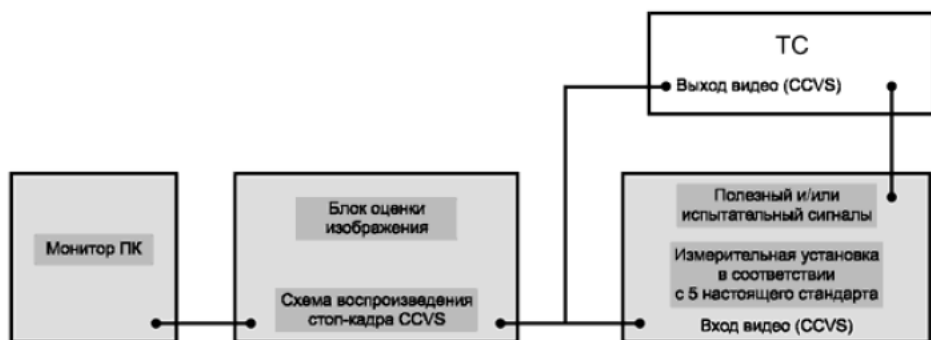 ТС
Выход видео (CCVS)
Монитор ПК
Блок оценки
изображения
Схема воспроизведения
стоп-кадра CCVS
Полезный и/или
испытательный сигналы
Измерительная установка
в соответствии
с 5 настоящего стандарта
Вход видео (CCVS)